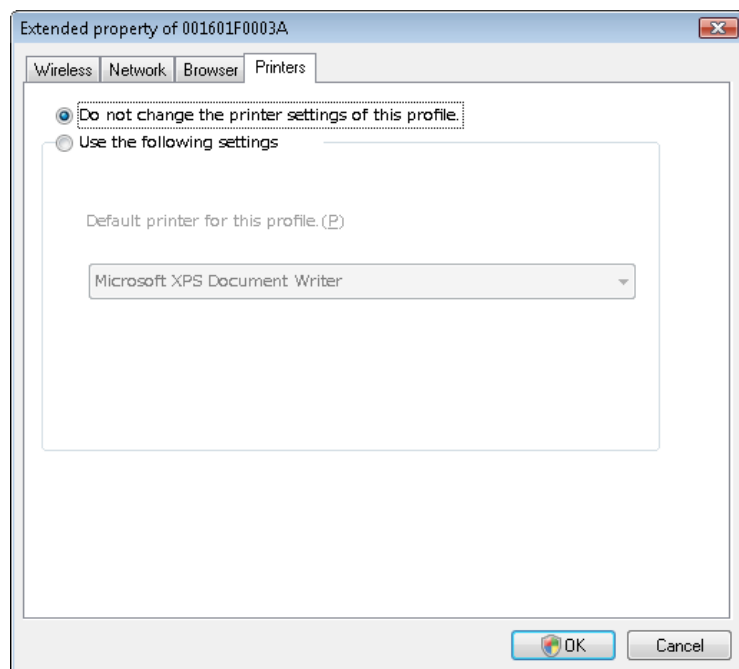 Extended property of 001601F0003A
Wireless Network Browser Printers
Do not change the printer settings of this profile.
Use the following settings
Default printer for this profile.(P)
Microsoft XPS Document Writer
OK Cancel